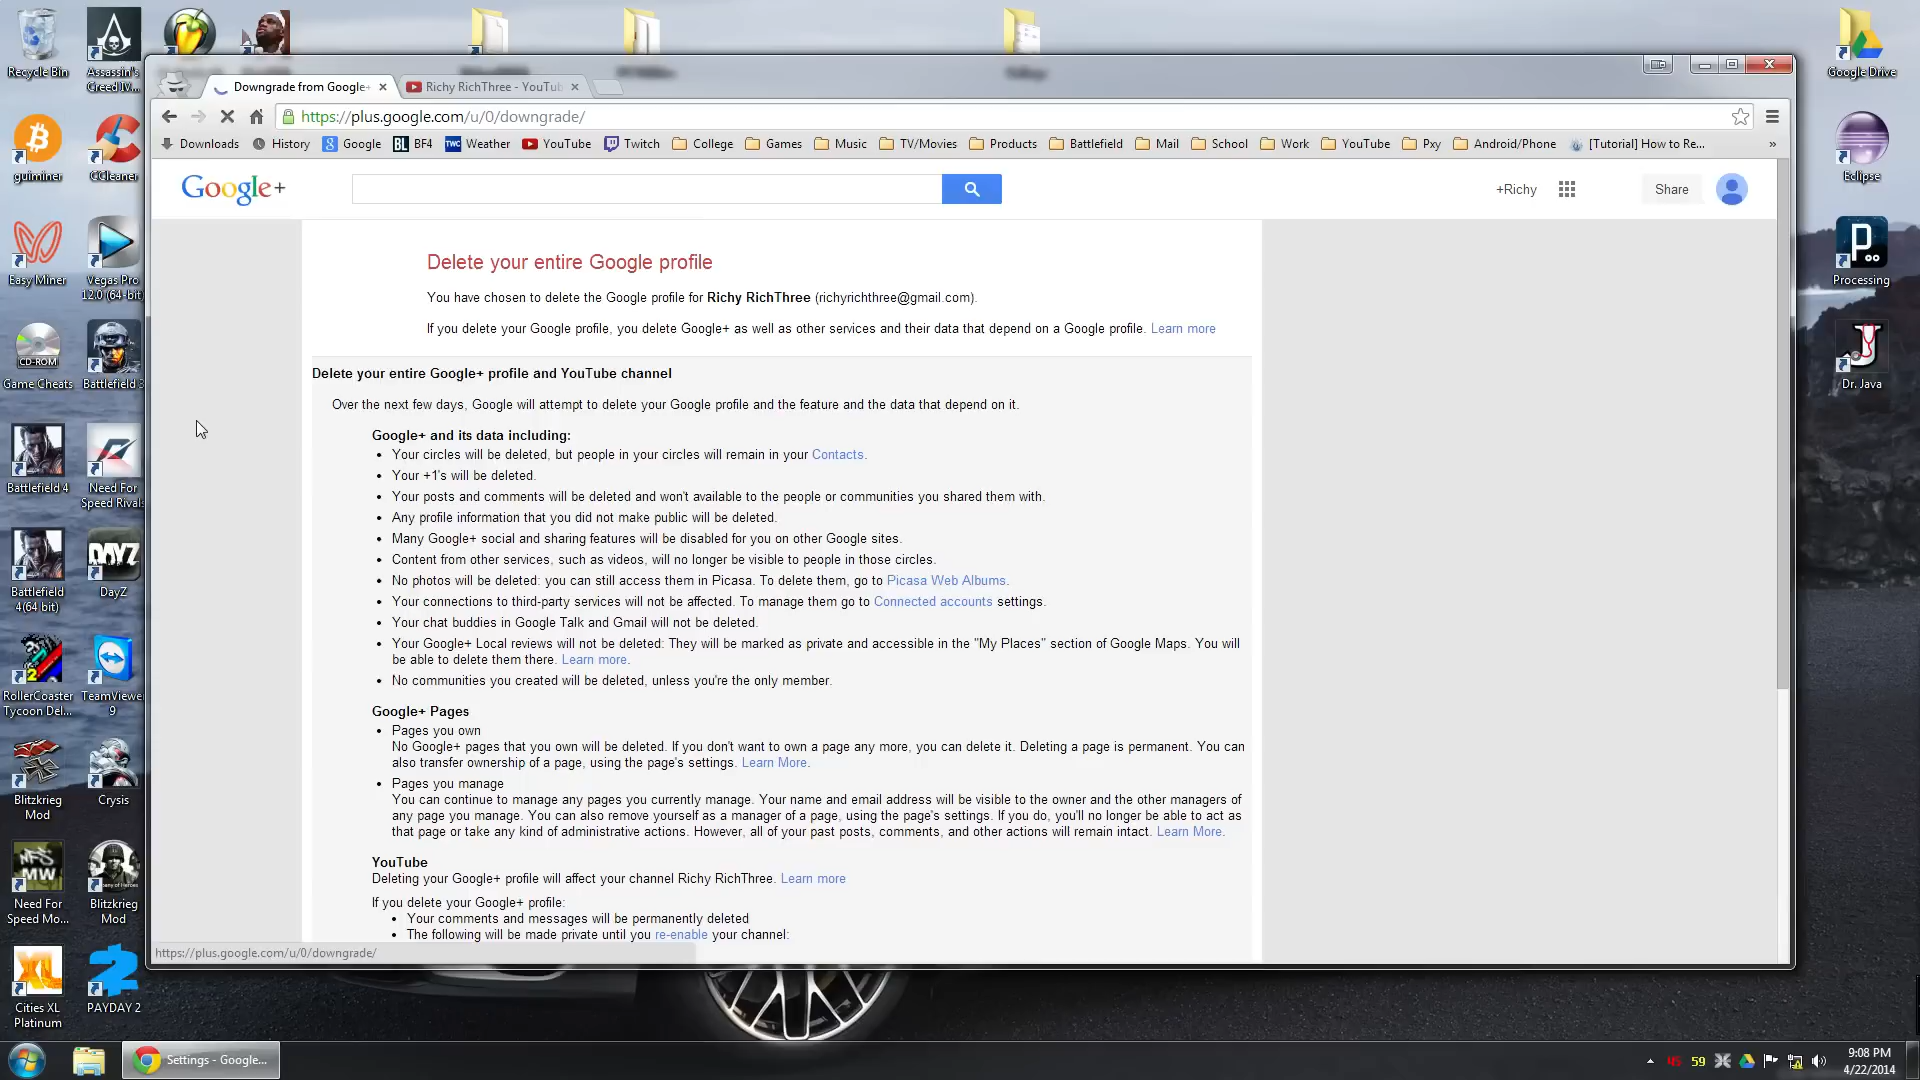 Recycle Bin
Assassin's
Creed IV...
Google Drive
Downgrade from Google+
Richy RichThree - YouTub
https://plus.google.com/u/0/downgrade/
Downloads
History
Google
BF4
Weather
YouTube
Twitch
College
Games
Music
TV/Movies
Products
Battlefield
Mail
School
Work
YouTube
Pxy
Android/Phone
[Tutorial] How to Re...
»
guiminer
CCleaner
Eclipse
Google+
+Richy
Share
Easy Miner
Vegas Pro
12.0 (64-bit)
Processing
Delete your entire Google profile
You have chosen to delete the Google profile for Richy RichThree (richyrichthree@gmail.com).
If you delete your Google profile, you delete Google+ as well as other services and their data that depend on a Google profile. Learn more
CD-ROM
Game Cheats
Battlefield 3
Dr. Java
Delete your entire Google+ profile and YouTube channel
Over the next few days, Google will attempt to delete your Google profile and the feature and the data that depend on it.
Google+ and its data including:
• Your circles will be deleted, but people in your circles will remain in your Contacts.
• Your +1's will be deleted.
• Your posts and comments will be deleted and won't available to the people or communities you shared them with.
• Any profile information that you did not make public will be deleted.
• Many Google+ social and sharing features will be disabled for you on other Google sites.
• Content from other services, such as videos, will no longer be visible to people in those circles.
• No photos will be deleted: you can still access them in Picasa. To delete them, go to Picasa Web Albums.
• Your connections to third-party services will not be affected. To manage them go to Connected accounts settings.
• Your chat buddies in Google Talk and Gmail will not be deleted.
• Your Google+ Local reviews will not be deleted: They will be marked as private and accessible in the "My Places" section of Google Maps. You will
be able to delete them there. Learn more.
• No communities you created will be deleted, unless you're the only member.
Battlefield 4
Need For
Speed Rivals
DAYZ
Battlefield
4(64 bit)
DayZ
RollerCoaster
Tycoon Del...
TeamViewer
9
Google+ Pages
• Pages you own
No Google+ pages that you own will be deleted. If you don't want to own a page any more, you can delete it. Deleting a page is permanent. You can
also transfer ownership of a page, using the page's settings. Learn More.
• Pages you manage
You can continue to manage any pages you currently manage. Your name and email address will be visible to the owner and the other managers of
any page you manage. You can also remove yourself as a manager of a page, using the page's settings. If you do, you'll no longer be able to act as
that page or take any kind of administrative actions. However, all of your past posts, comments, and other actions will remain intact. Learn More.
Blitzkrieg
Mod
Crysis
YouTube
Deleting your Google+ profile will affect your channel Richy RichThree. Learn more
If you delete your Google+ profile:
• Your comments and messages will be permanently deleted
• The following will be made private until you re-enable your channel:
https://plus.google.com/u/0/downgrade/
NFS
MW
Need For
Speed Mo...
Blitzkrieg
Mod
XL
Cities XL
Platinum
2
PAYDAY 2
Settings - Google...
59
9:08 PM
4/22/2014